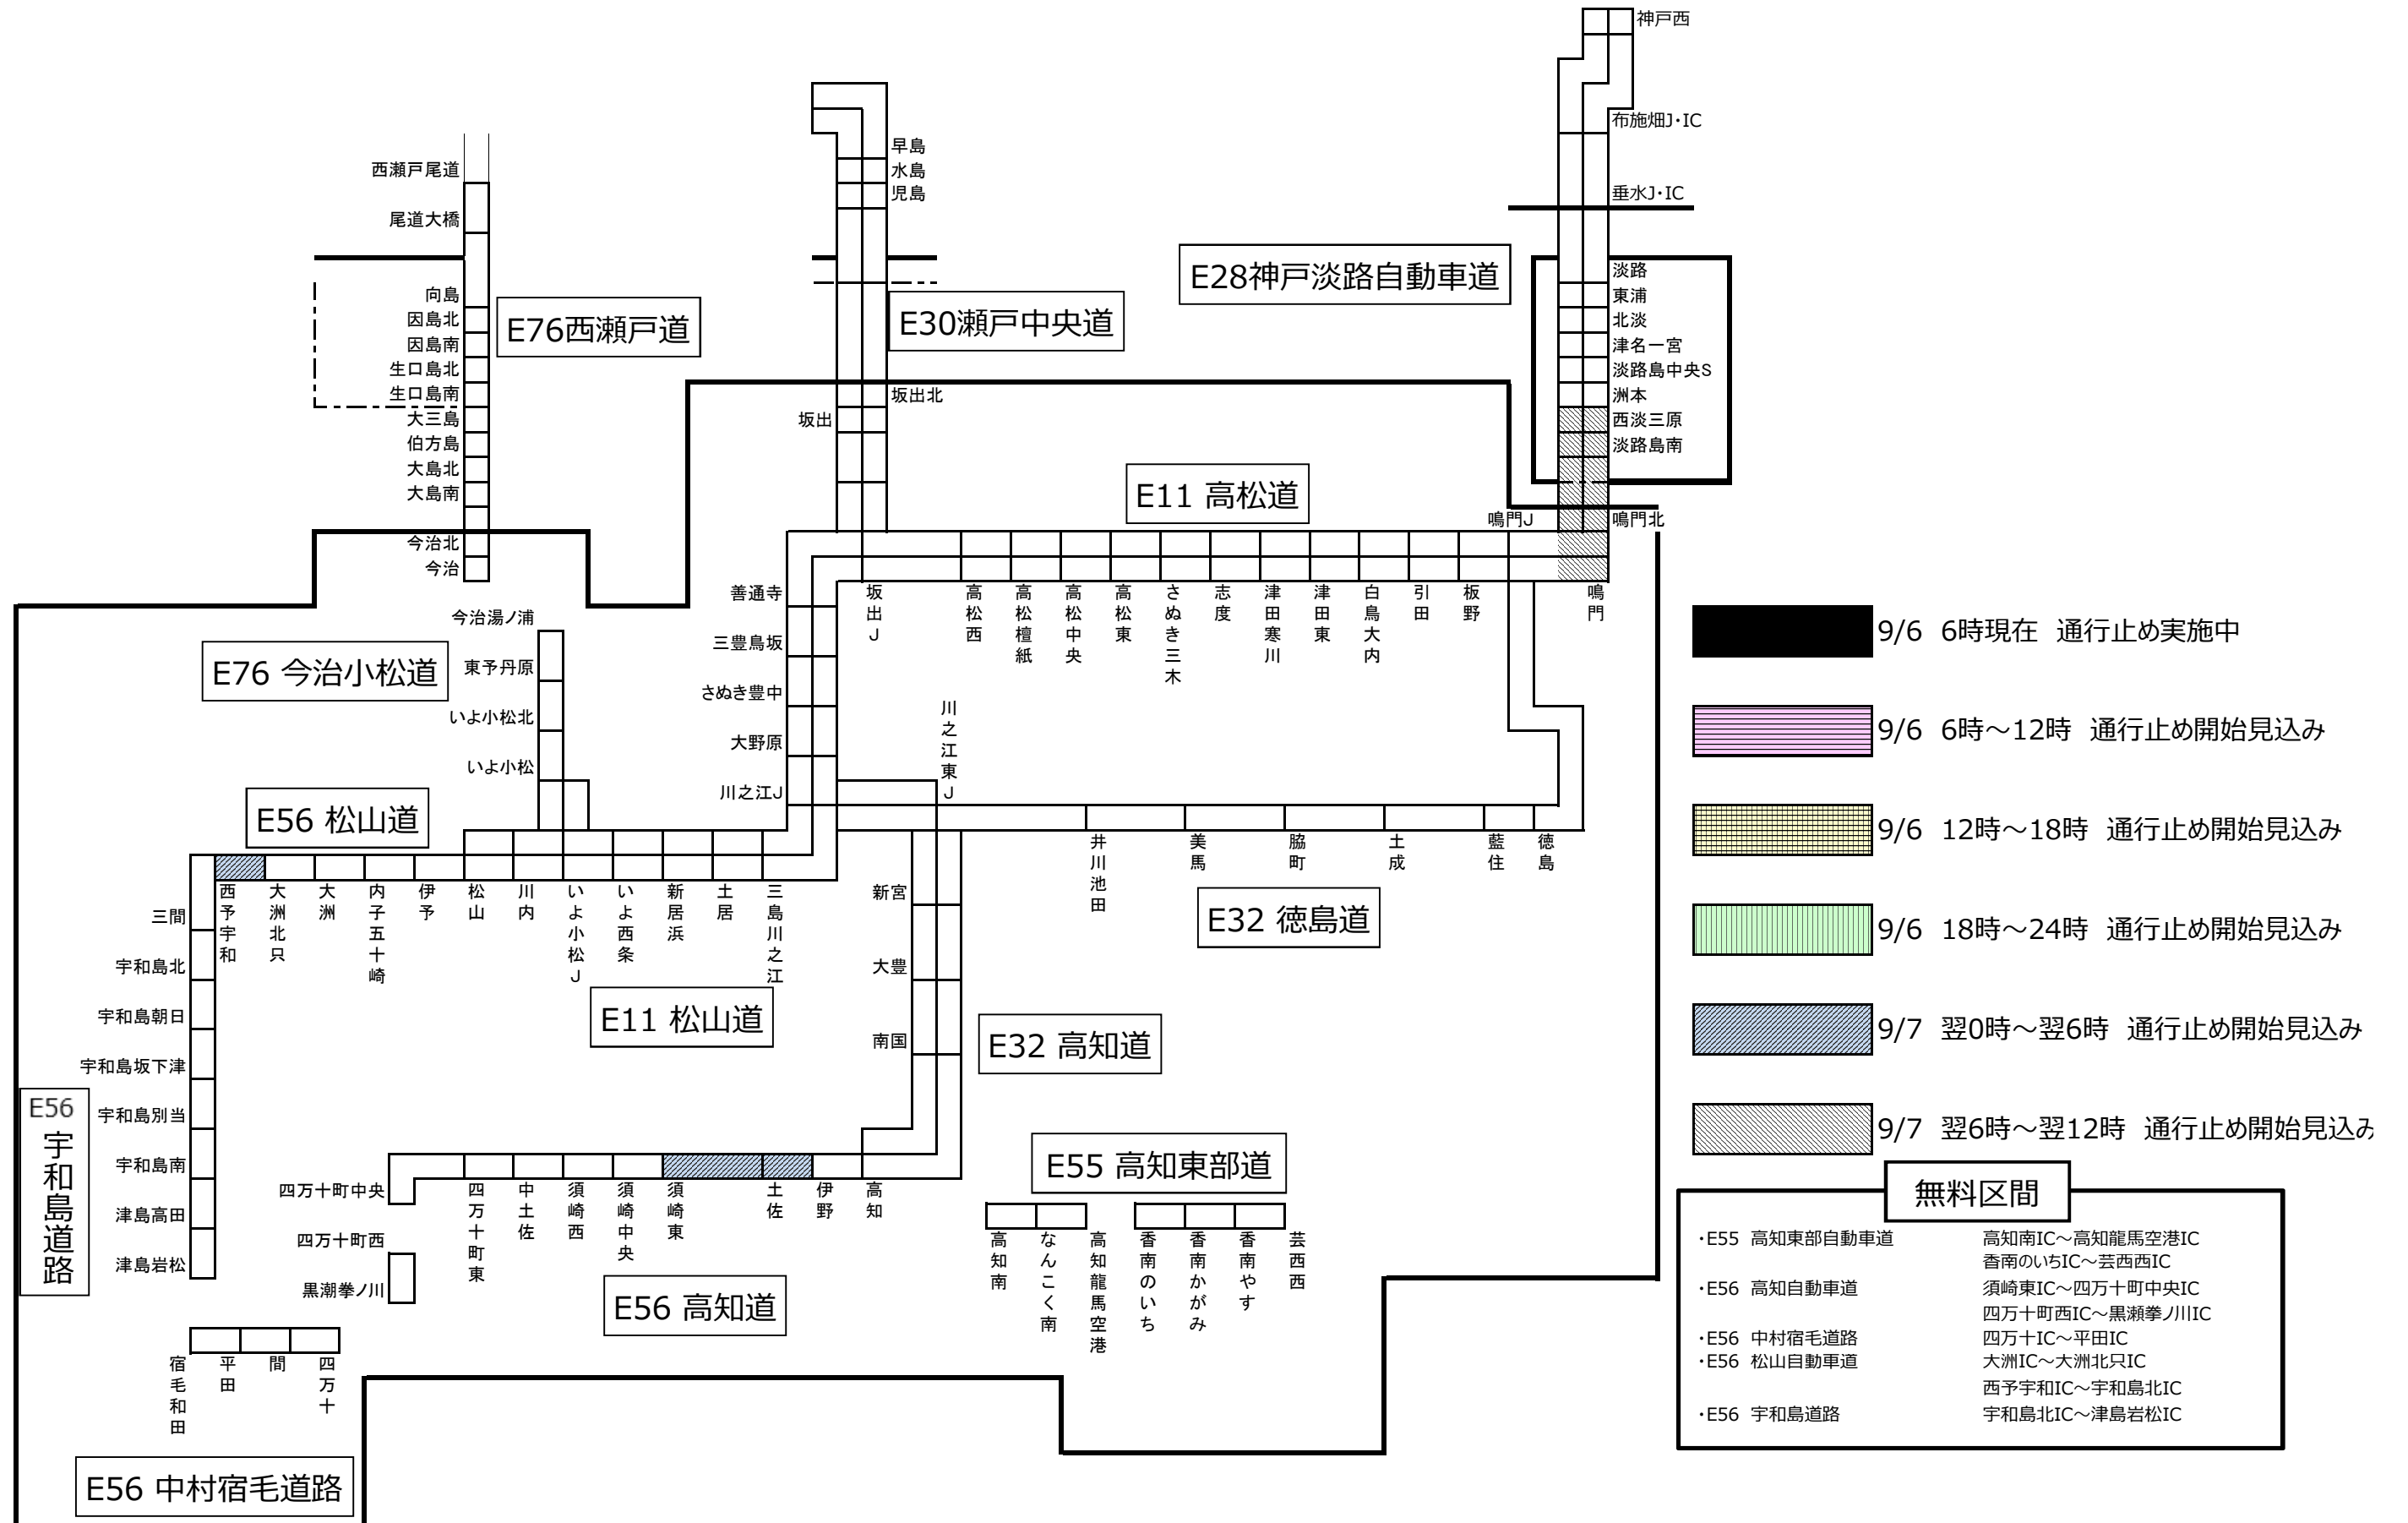 神戸西
布施畑J・IC
垂水J・IC
淡路
東浦
北淡
津名一宮
淡路島中央S
洲本
西淡三原
淡路島南
鳴門北
E28神戸淡路自動車道
早島
水島
児島
E30瀬戸中央道
坂出北
坂出
西瀬戸尾道
尾道大橋
向島
因島北
因島南
生口島北
生口島南
大三島
伯方島
大島北
大島南
今治北
今治
E76西瀬戸道
E11 高松道
鳴門J
坂出J
高松西
高松檀紙
高松中央
高松東
さぬき三木
志度
津田寒川
津田東
白鳥大内
引田
板野
鳴門
善通寺
三豊鳥坂
さぬき豊中
大野原
川之江J
川之江東J
今治湯ノ浦
東予丹原
いよ小松北
いよ小松
E76 今治小松道
E56 松山道
西予宇和
大洲北只
大洲
内子五十崎
伊予
松山
川内
いよ小松J
いよ西条
新居浜
土居
三島川之江
E11 松山道
井川池田
美馬
脇町
土成
藍住
徳島
E32 徳島道
新宮
大豊
南国
E32 高知道
三間
宇和島北
宇和島朝日
宇和島坂下津
宇和島別当
宇和島南
津島高田
津島岩松
E56
宇和島道路
四万十町中央
四万十町西
黒潮拳ノ川
四万十町東
中土佐
須崎西
須崎中央
須崎東
土佐
伊野
高知
E56 高知道
E55 高知東部道
高知南
なんこく南
高知龍馬空港
香南のいち
香南かがみ
香南やす
芸西西
宿毛和田
平田
間
四万十
E56 中村宿毛道路
9/6 6時現在 通行止め実施中
9/6 6時～12時 通行止め開始見込み
9/6 12時～18時 通行止め開始見込み
9/6 18時～24時 通行止め開始見込み
9/7 翌0時～翌6時 通行止め開始見込み
9/7 翌6時～翌12時 通行止め開始見込み
無料区間
・E55 高知東部自動車道 高知南IC～高知龍馬空港IC
香南のいちIC～芸西西IC
・E56 高知自動車道 須崎東IC～四万十町中央IC
四万十町西IC～黒瀬拳ノ川IC
・E56 中村宿毛道路 四万十IC～平田IC
・E56 松山自動車道 大洲IC～大洲北只IC
西予宇和IC～宇和島北IC
・E56 宇和島道路 宇和島北IC～津島岩松IC